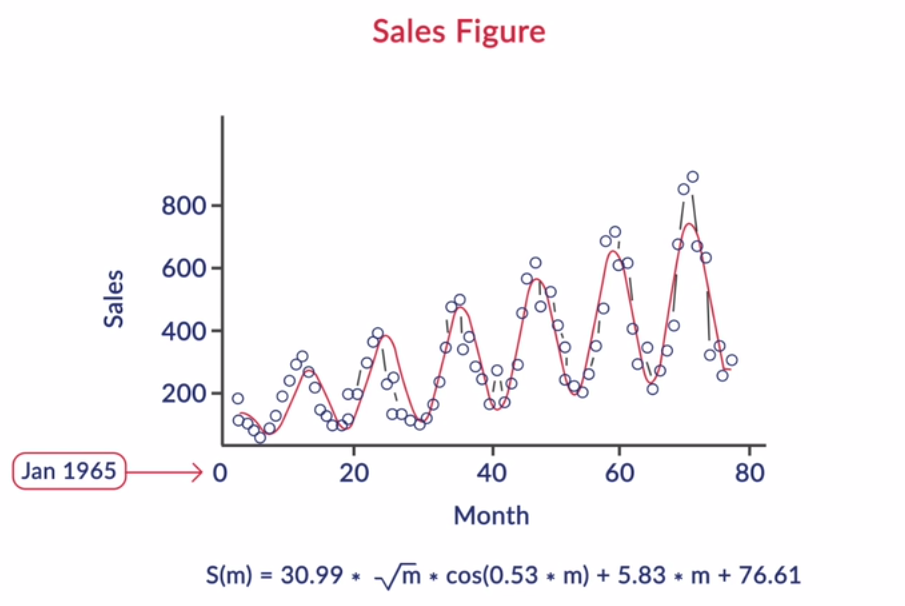 Sales Figure
Sales
800
600
400
200
Jan 1965
0 20 40 60 80
Month
S(m) = 30.99 * √m * cos(0.53 * m) + 5.83 * m + 76.61